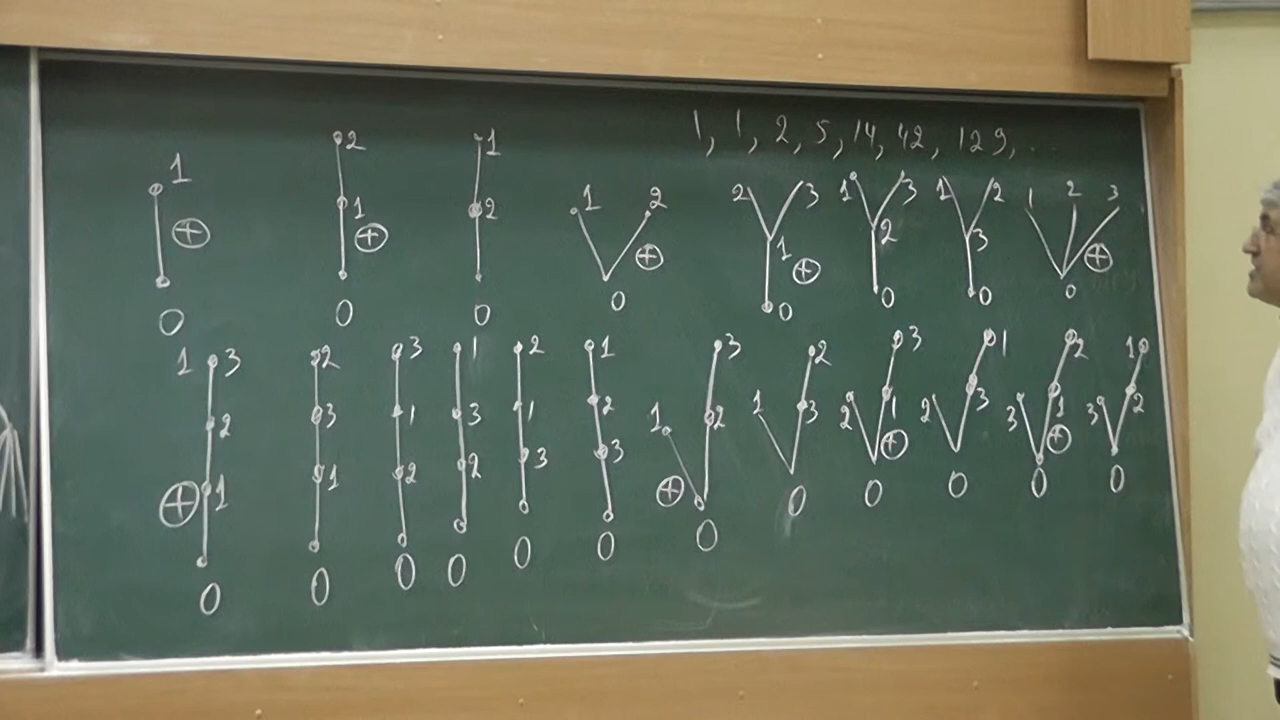 1, 1, 2, 5, 14, 42, 129, ...
1 ⊕ 0
2 1 ⊕ 0
1 2 0
1 2 ⊕ 0
2 3 1 ⊕ 0
1 3 2 0
1 2 3 0
1 2 3 ⊕ 0
1 3 2 ⊕ 1 0
2 3 1 0
3 1 2 0
1 3 2 0
2 1 3 0
1 2 3 0
1 3 2 ⊕ 0
1 2 3 0
2 3 1 ⊕ 0
2 1 3 0
3 2 1 ⊕ 0
3 1 2 0